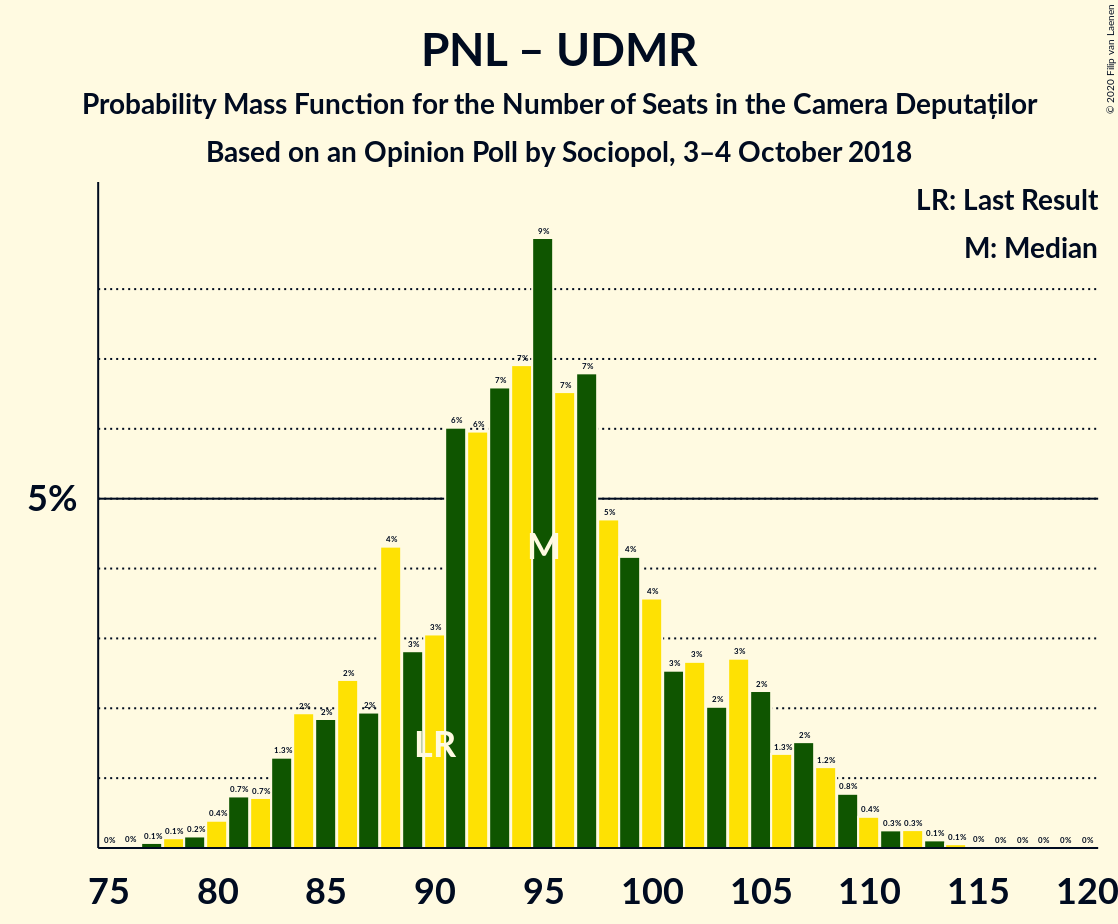 PNL – UDMR
Probability Mass Function for the Number of Seats in the Camera Deputaților
Based on an Opinion Poll by Sociopol, 3–4 October 2018
© 2020 Filip van Laenen
LR: Last Result
M: Median
5%
0% 0% 0.1% 0.1% 0.2% 0.4% 0.7% 0.7% 1.3% 2% 2% 2% 2% 4% 3% 3% 6% 6% 7% 7% 9% 7% 7% 5% 4% 4% 3% 3% 2% 3% 2% 1.3% 2% 1.2% 0.8% 0.4% 0.3% 0.3% 0.1% 0.1% 0% 0% 0% 0% 0% 0%
M
LR
75 80 85 90 95 100 105 110 115 120